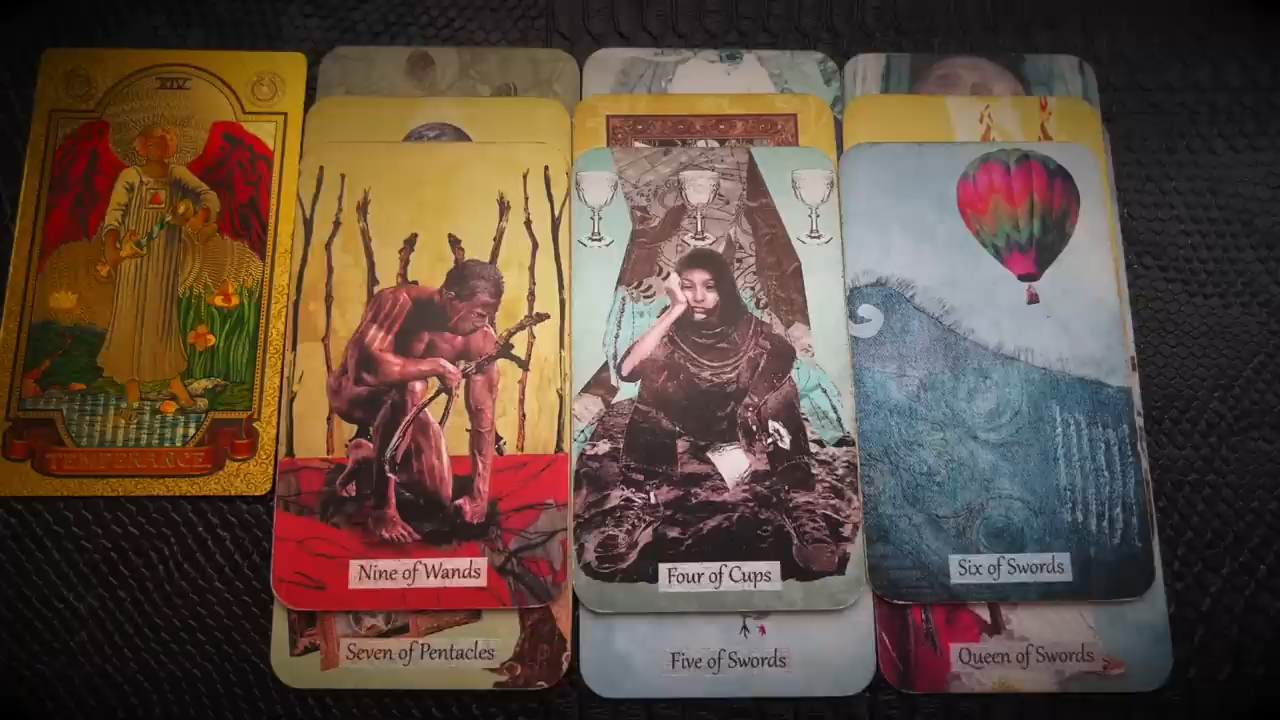 XIV
TEMPERANCE
Nine of Wands
Four of Cups
Six of Swords
Seven of Pentacles
Five of Swords
Queen of Swords